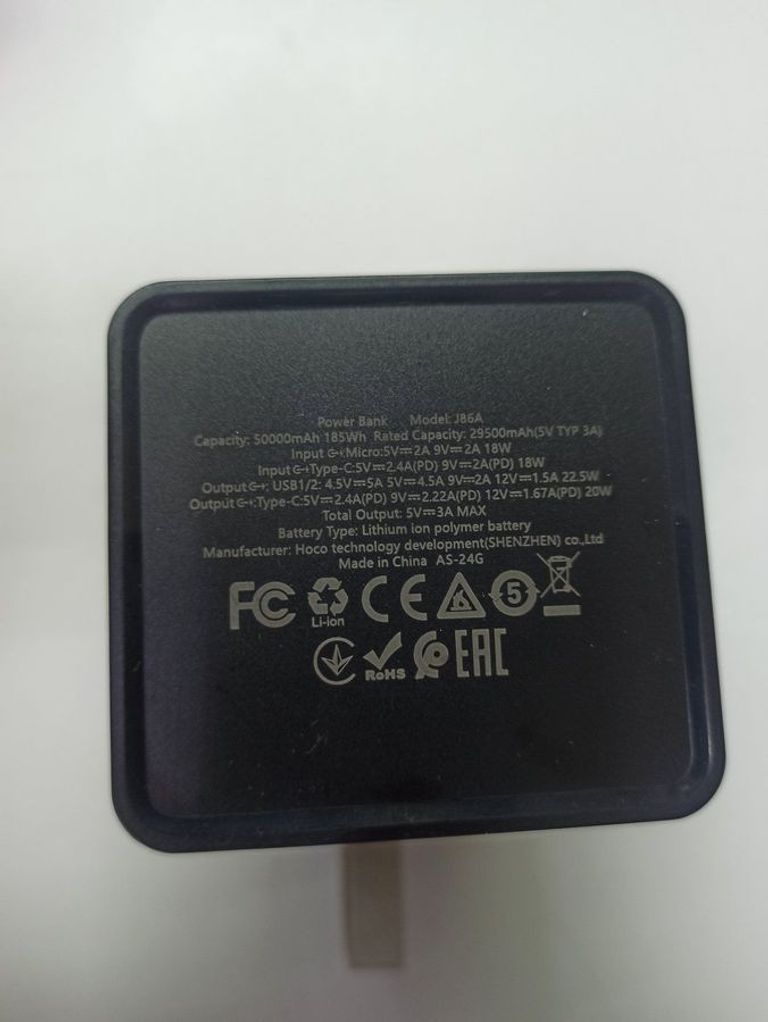 Power Bank Model: J86A
Capacity: 50000mAh 185Wh Rated Capacity: 29500mAh(5V TYP 3A)
Input Micro:5V⎓2A 9V⎓2A 18W
Input Type-C:5V⎓2.4A(PD) 9V⎓2A(PD) 18W
Output : USB1/2: 4.5V⎓5A 5V⎓4.5A 9V⎓2A 12V⎓1.5A 22.5W
Output :Type-C:5V⎓2.4A(PD) 9V⎓2.22A(PD) 12V⎓1.67A(PD) 20W
Total Output: 5V⎓3A MAX
Battery Type: Lithium ion polymer battery
Manufacturer: Hoco technology development(SHENZHEN) co.,Ltd
Made in China AS-24G
FC Li-ion CE 5
RoHS EAC